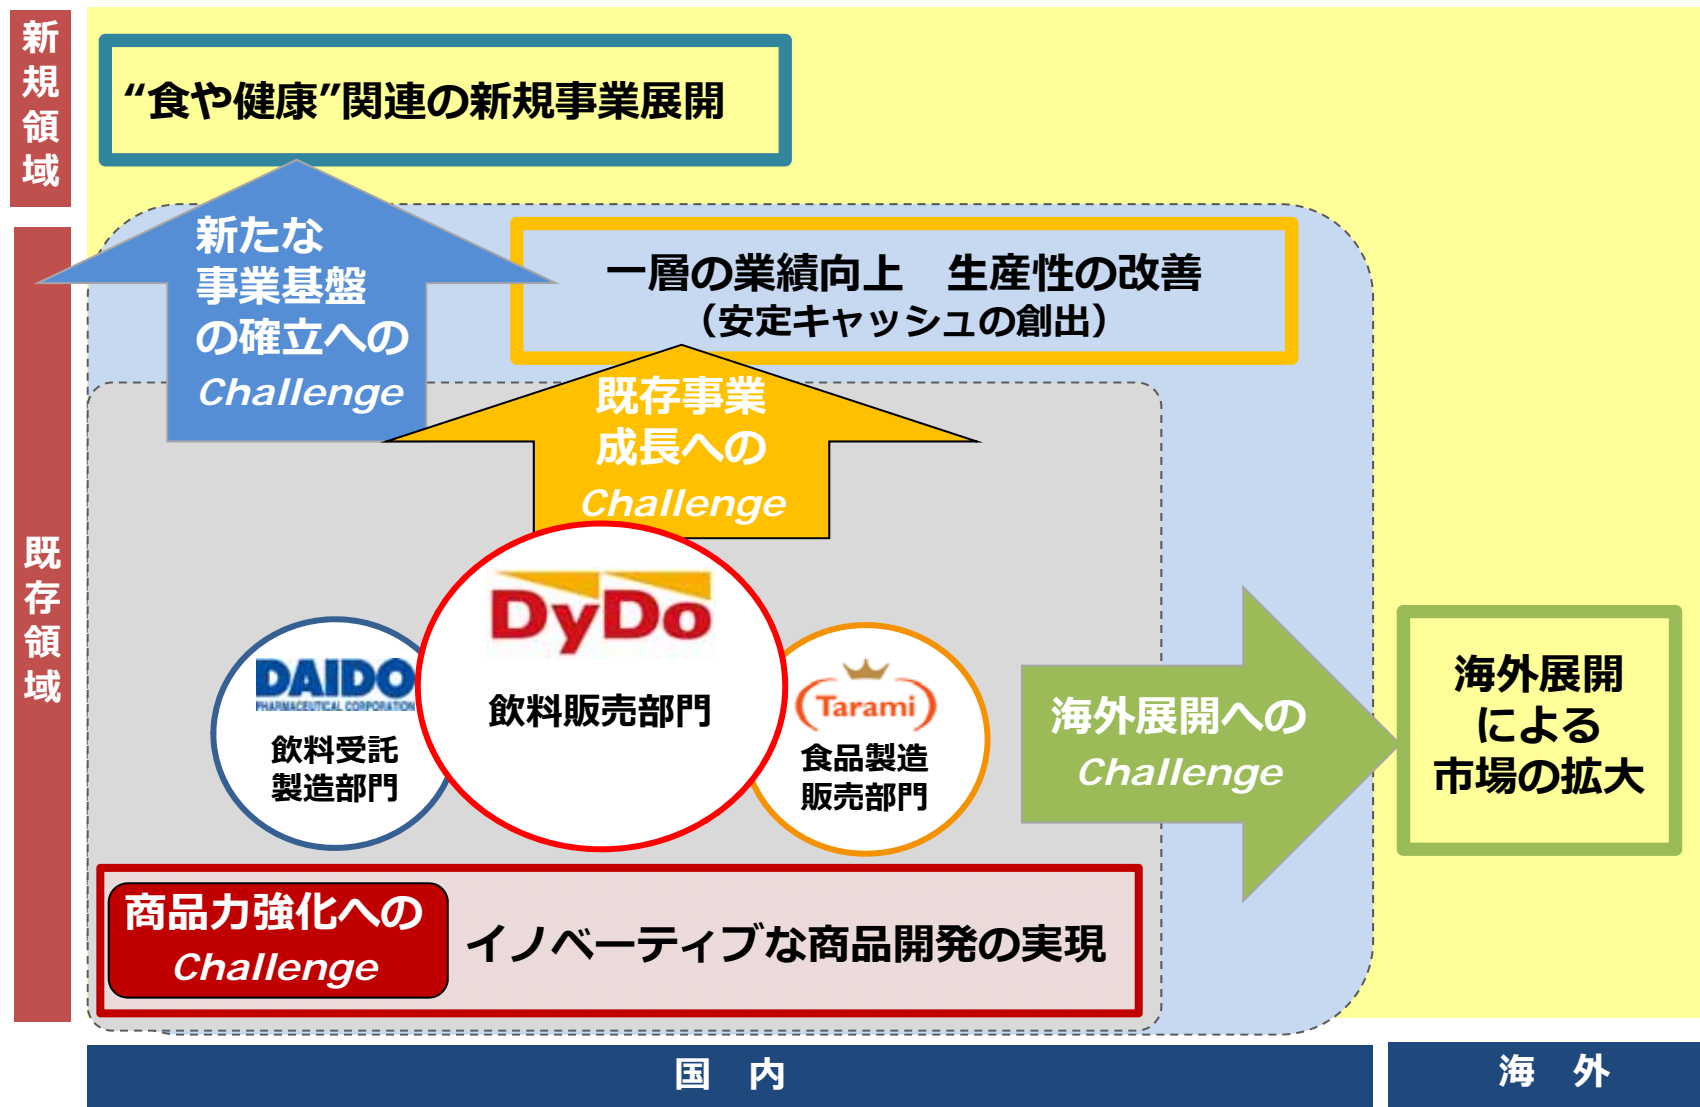 新規領域
“食や健康”関連の新規事業展開
新たな
事業基盤
の確立への
Challenge
一層の業績向上　生産性の改善
（安定キャッシュの創出）
既存事業
成長への
Challenge
既存領域
DyDo
飲料販売部門
DAIDO
PHARMACEUTICAL CORPORATION
飲料受託
製造部門
Tarami
食品製造
販売部門
海外展開への
Challenge
海外展開
による
市場の拡大
商品力強化への
Challenge
イノベーティブな商品開発の実現
国　内
海　外